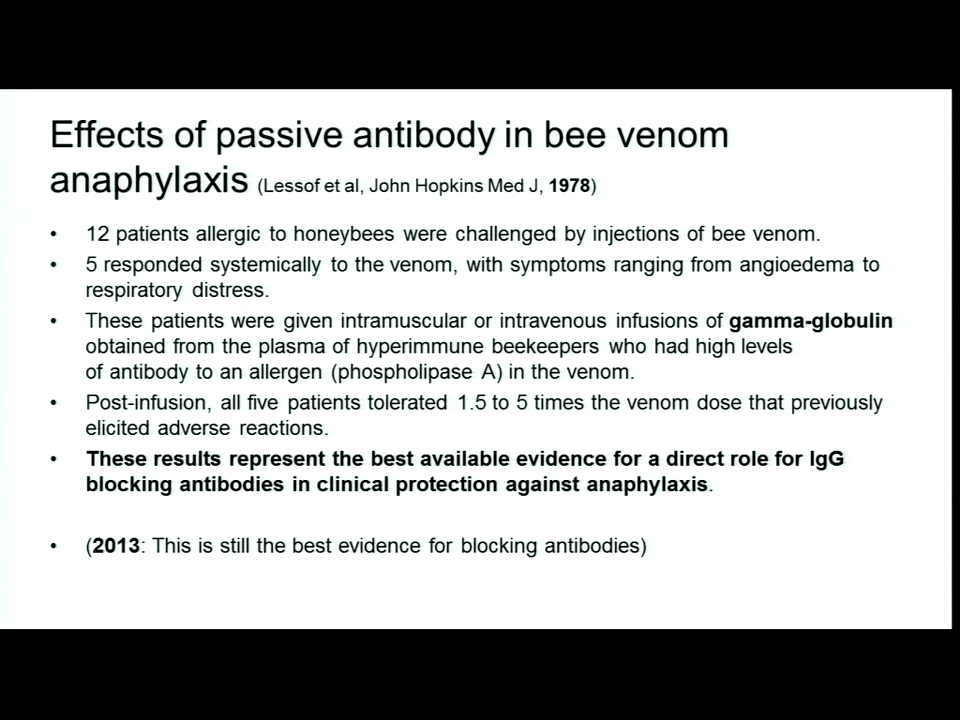 Effects of passive antibody in bee venom
anaphylaxis (Lessof et al, John Hopkins Med J, 1978)
• 12 patients allergic to honeybees were challenged by injections of bee venom.
• 5 responded systemically to the venom, with symptoms ranging from angioedema to
respiratory distress.
• These patients were given intramuscular or intravenous infusions of gamma-globulin
obtained from the plasma of hyperimmune beekeepers who had high levels
of antibody to an allergen (phospholipase A) in the venom.
• Post-infusion, all five patients tolerated 1.5 to 5 times the venom dose that previously
elicited adverse reactions.
• These results represent the best available evidence for a direct role for IgG
blocking antibodies in clinical protection against anaphylaxis.
• (2013: This is still the best evidence for blocking antibodies)